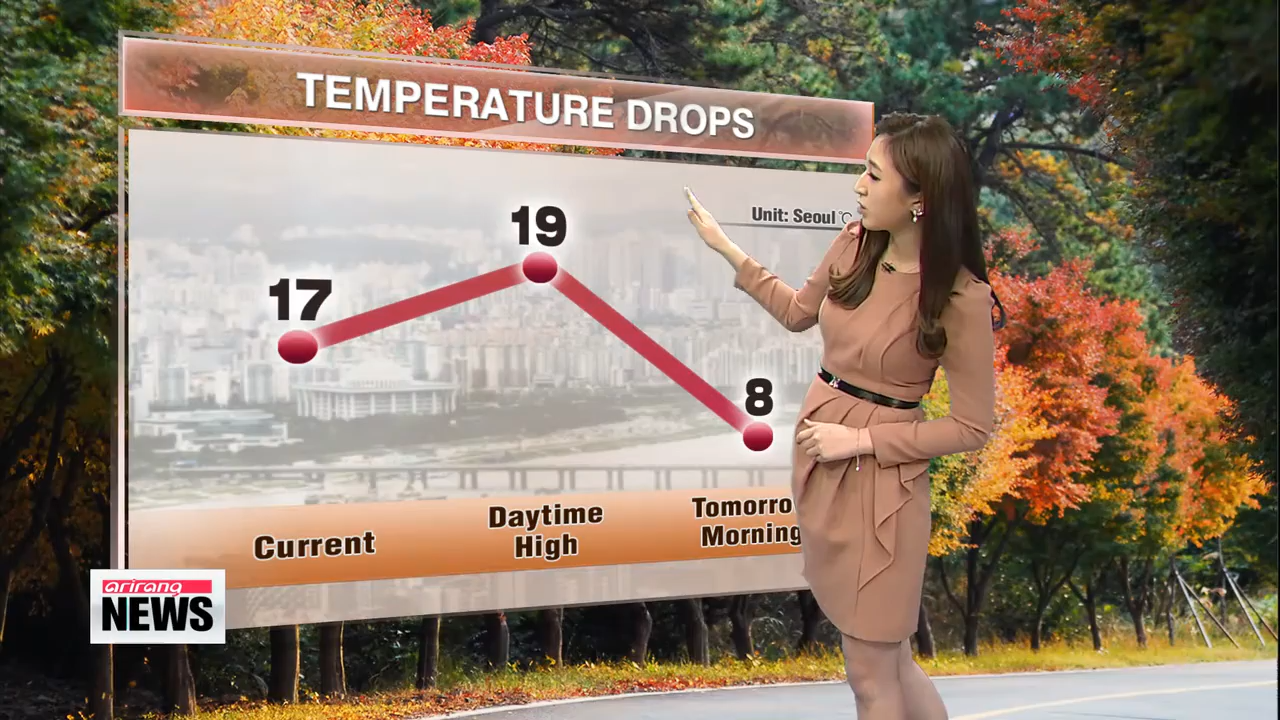 TEMPERATURE DROPS
Unit: Seoul °C
17
19
8
Current
Daytime
High
Tomorro
Morning
arirang
NEWS